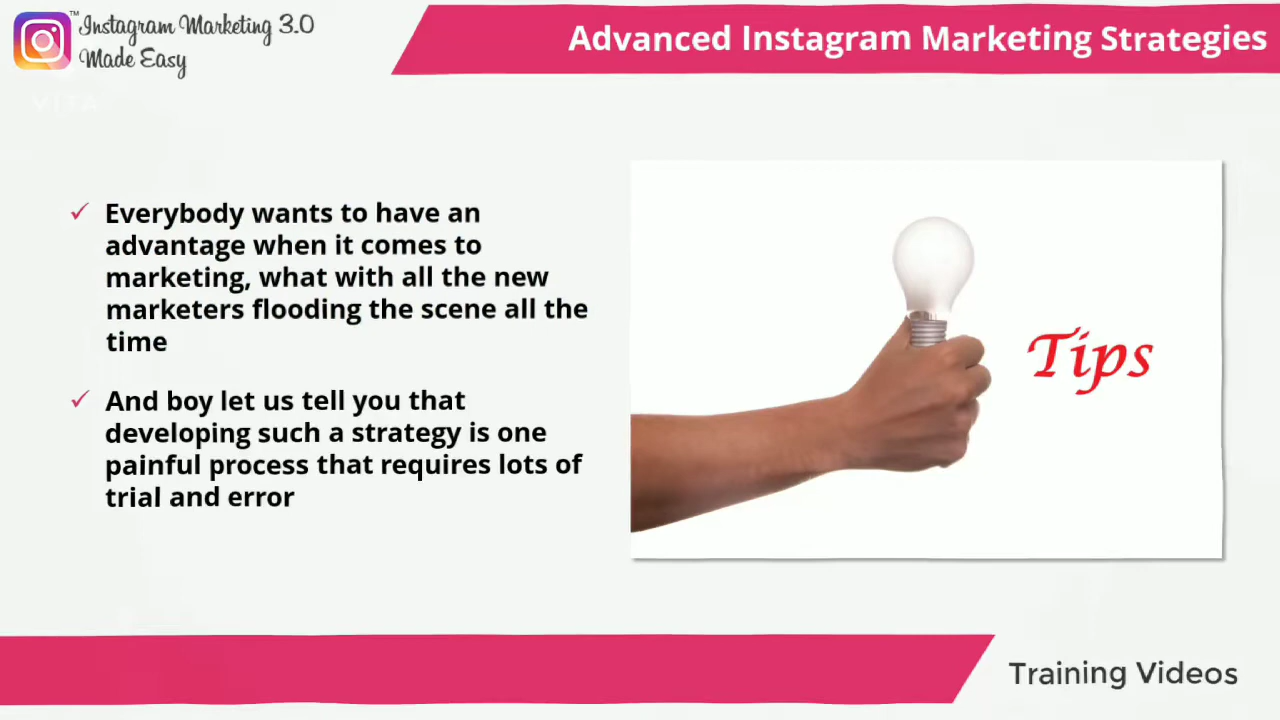 Instagram Marketing 3.0
Made Easy
TM
Advanced Instagram Marketing Strategies
VITA
✓ Everybody wants to have an
advantage when it comes to
marketing, what with all the new
marketers flooding the scene all the
time
✓ And boy let us tell you that
developing such a strategy is one
painful process that requires lots of
trial and error
Tips
Training Videos